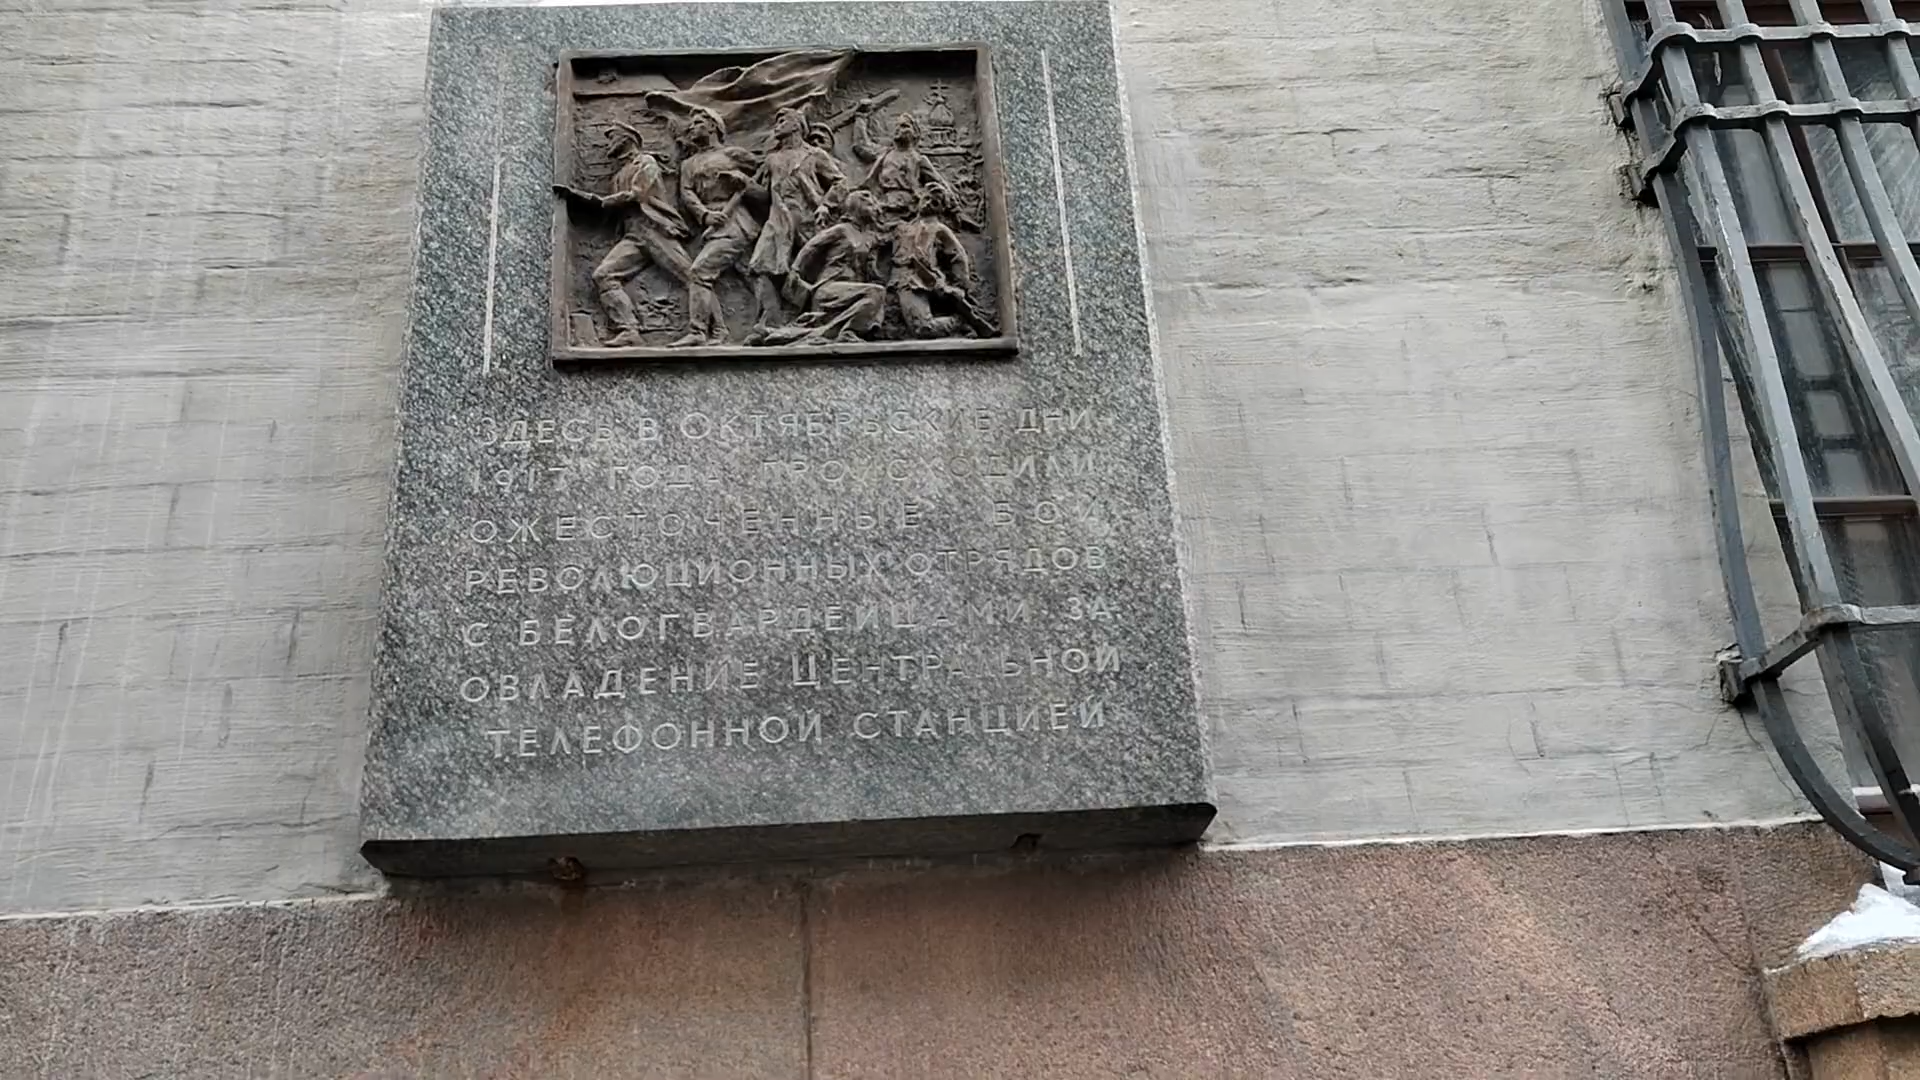 ЗДЕСЬ В ОКТЯБРЬСКИЕ ДНИ
1917 ГОДА ПРОИСХОДИЛИ
ОЖЕСТОЧЕННЫЕ БОИ
РЕВОЛЮЦИОННЫХ ОТРЯДОВ
С БЕЛОГВАРДЕЙЦАМИ ЗА
ОВЛАДЕНИЕ ЦЕНТРАЛЬНОЙ
ТЕЛЕФОННОЙ СТАНЦИЕЙ